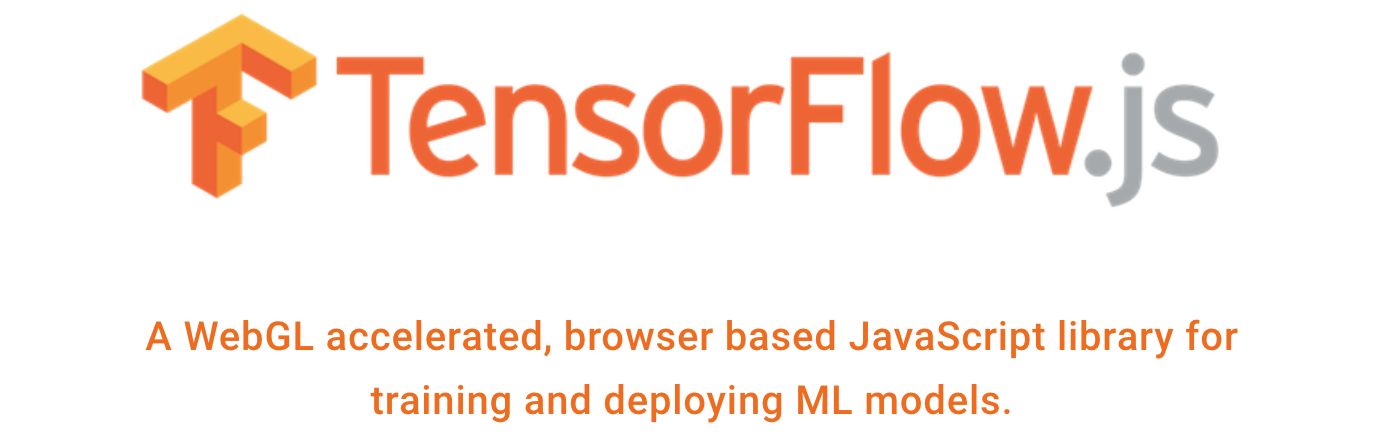 TensorFlow.js
A WebGL accelerated, browser based JavaScript library for
training and deploying ML models.